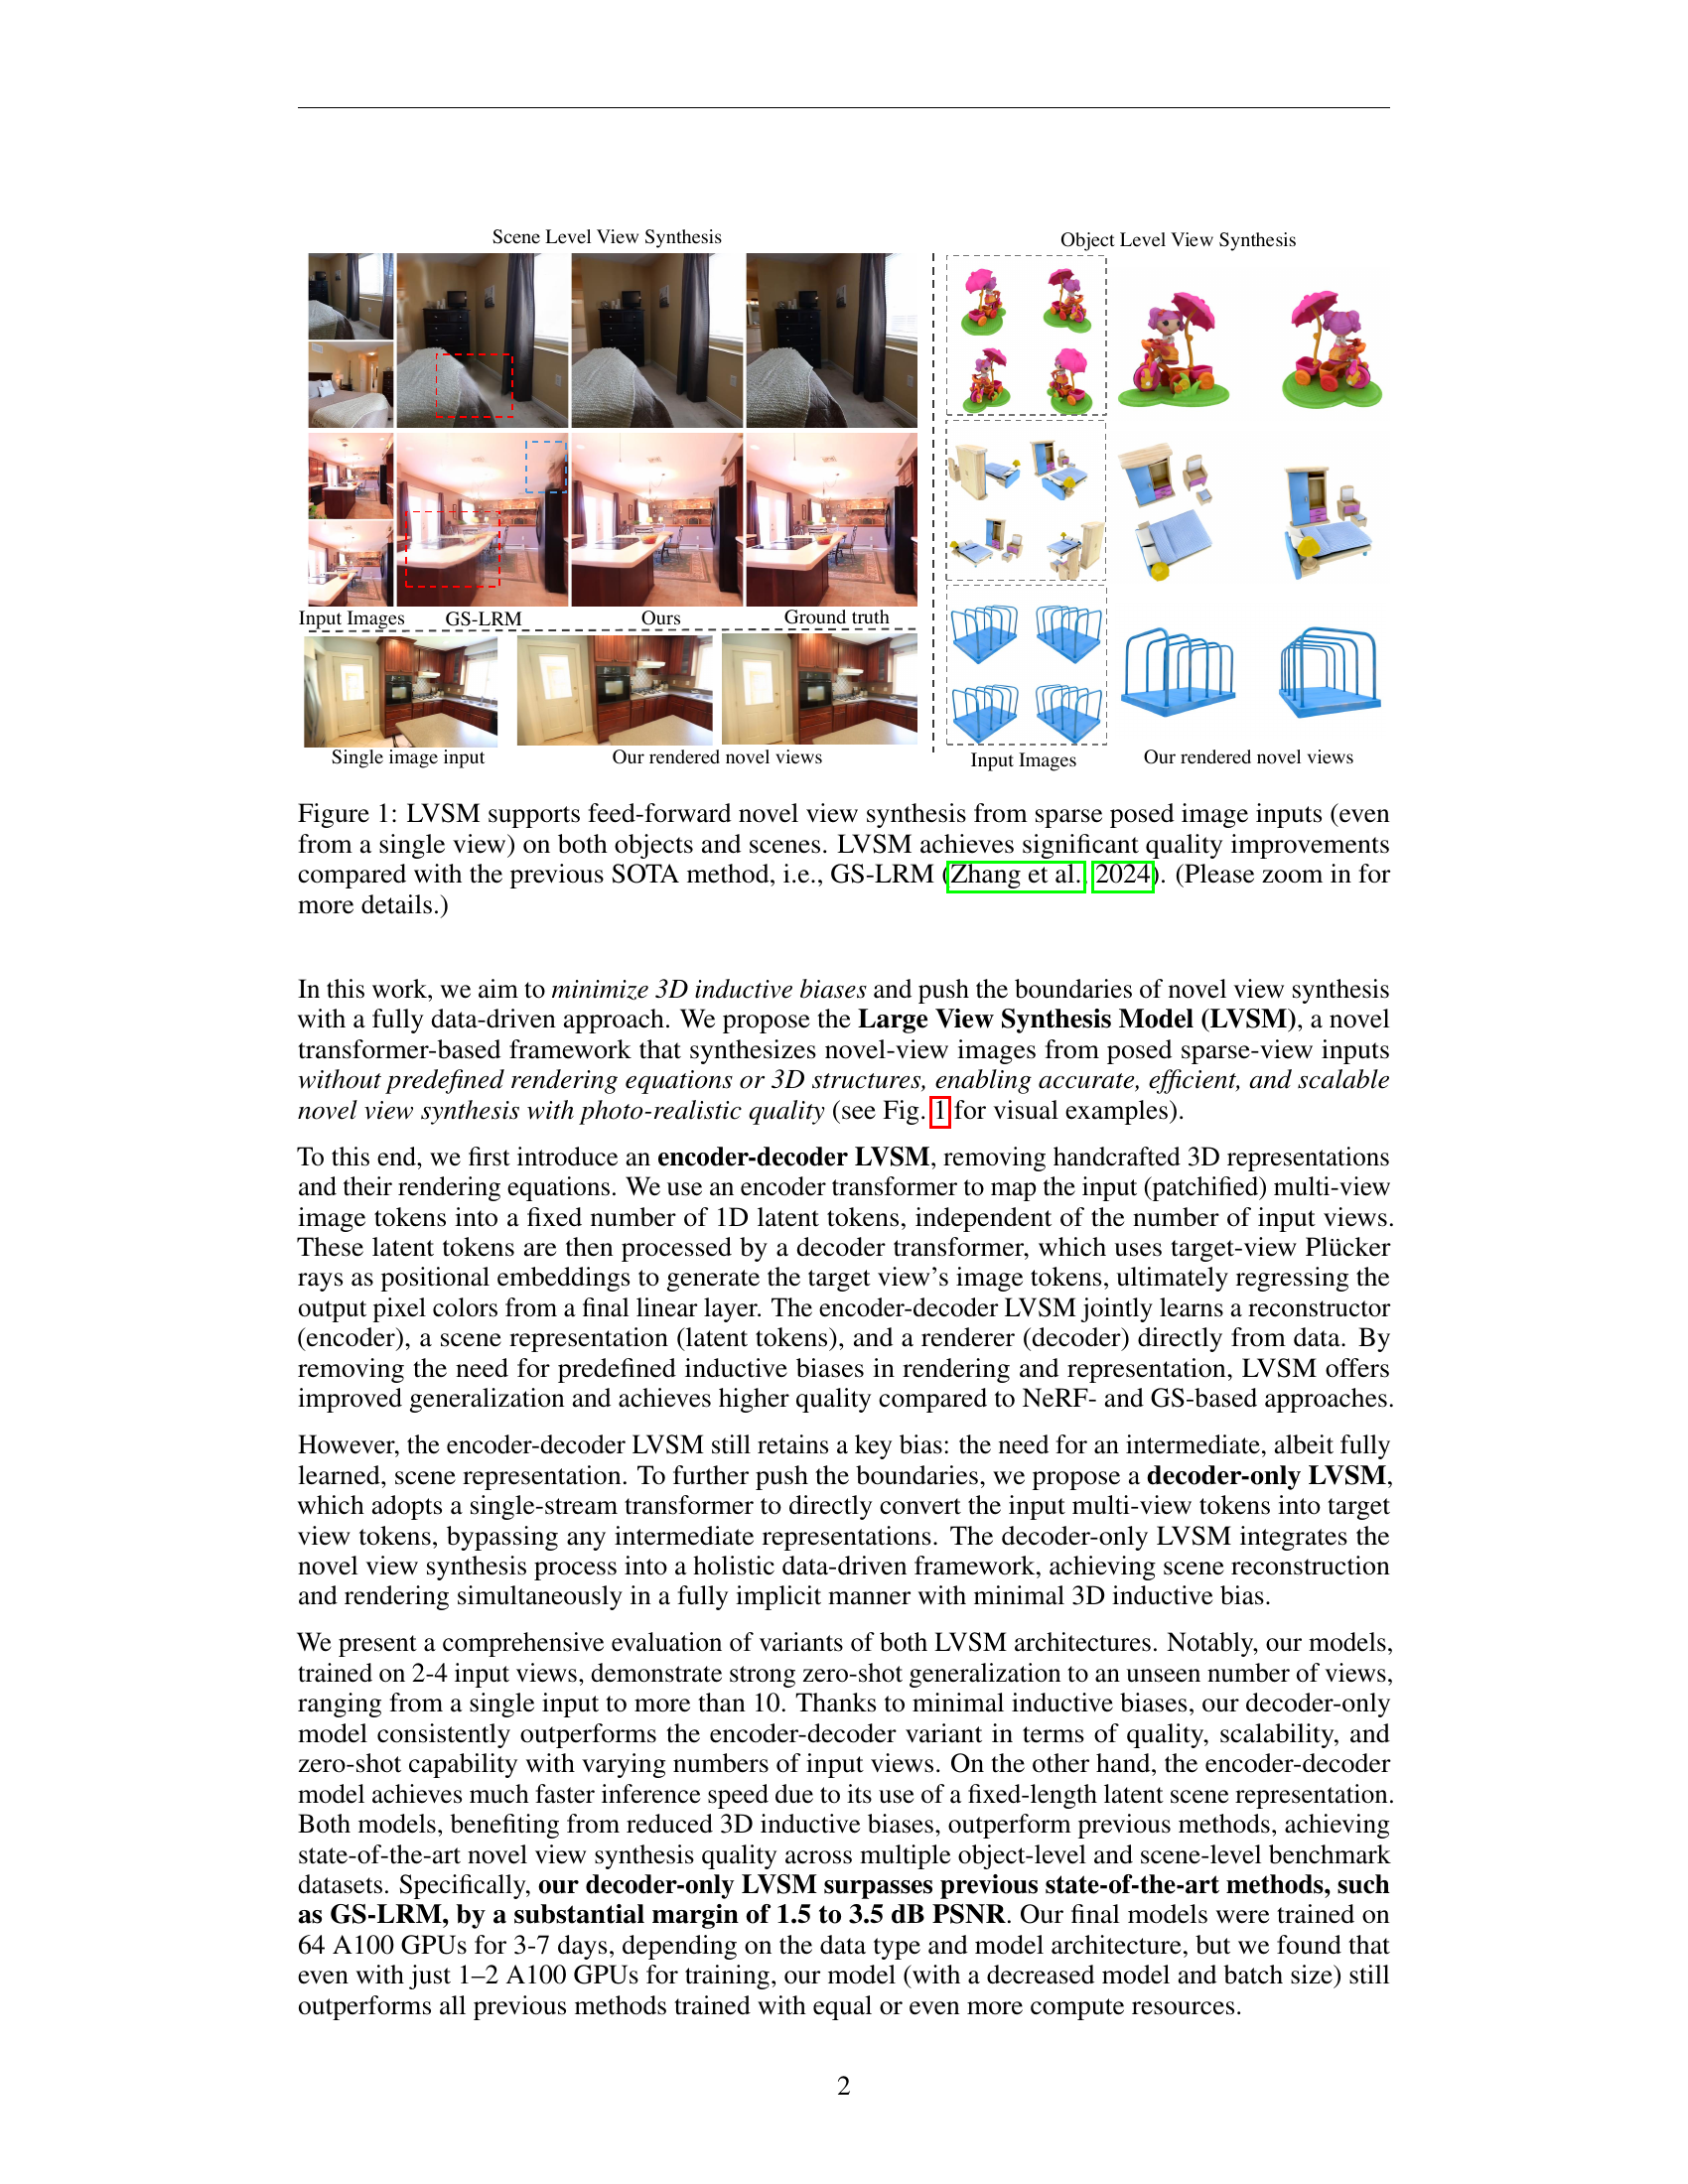 Scene Level View Synthesis
Object Level View Synthesis
Input Images
GS-LRM
Ours
Ground truth
Single image input
Our rendered novel views
Input Images
Our rendered novel views
Figure 1: LVSM supports feed-forward novel view synthesis from sparse posed image inputs (even
from a single view) on both objects and scenes. LVSM achieves significant quality improvements
compared with the previous SOTA method, i.e., GS-LRM (Zhang et al., 2024). (Please zoom in for
more details.)
In this work, we aim to minimize 3D inductive biases and push the boundaries of novel view synthesis
with a fully data-driven approach. We propose the Large View Synthesis Model (LVSM), a novel
transformer-based framework that synthesizes novel-view images from posed sparse-view inputs
without predefined rendering equations or 3D structures, enabling accurate, efficient, and scalable
novel view synthesis with photo-realistic quality (see Fig. 1 for visual examples).
To this end, we first introduce an encoder-decoder LVSM, removing handcrafted 3D representations
and their rendering equations. We use an encoder transformer to map the input (patchified) multi-view
image tokens into a fixed number of 1D latent tokens, independent of the number of input views.
These latent tokens are then processed by a decoder transformer, which uses target-view Plücker
rays as positional embeddings to generate the target view's image tokens, ultimately regressing the
output pixel colors from a final linear layer. The encoder-decoder LVSM jointly learns a reconstructor
(encoder), a scene representation (latent tokens), and a renderer (decoder) directly from data. By
removing the need for predefined inductive biases in rendering and representation, LVSM offers
improved generalization and achieves higher quality compared to NeRF- and GS-based approaches.
However, the encoder-decoder LVSM still retains a key bias: the need for an intermediate, albeit fully
learned, scene representation. To further push the boundaries, we propose a decoder-only LVSM,
which adopts a single-stream transformer to directly convert the input multi-view tokens into target
view tokens, bypassing any intermediate representations. The decoder-only LVSM integrates the
novel view synthesis process into a holistic data-driven framework, achieving scene reconstruction
and rendering simultaneously in a fully implicit manner with minimal 3D inductive bias.
We present a comprehensive evaluation of variants of both LVSM architectures. Notably, our models,
trained on 2-4 input views, demonstrate strong zero-shot generalization to an unseen number of views,
ranging from a single input to more than 10. Thanks to minimal inductive biases, our decoder-only
model consistently outperforms the encoder-decoder variant in terms of quality, scalability, and
zero-shot capability with varying numbers of input views. On the other hand, the encoder-decoder
model achieves much faster inference speed due to its use of a fixed-length latent scene representation.
Both models, benefiting from reduced 3D inductive biases, outperform previous methods, achieving
state-of-the-art novel view synthesis quality across multiple object-level and scene-level benchmark
datasets. Specifically, our decoder-only LVSM surpasses previous state-of-the-art methods, such
as GS-LRM, by a substantial margin of 1.5 to 3.5 dB PSNR. Our final models were trained on
64 A100 GPUs for 3-7 days, depending on the data type and model architecture, but we found that
even with just 1–2 A100 GPUs for training, our model (with a decreased model and batch size) still
outperforms all previous methods trained with equal or even more compute resources.
2